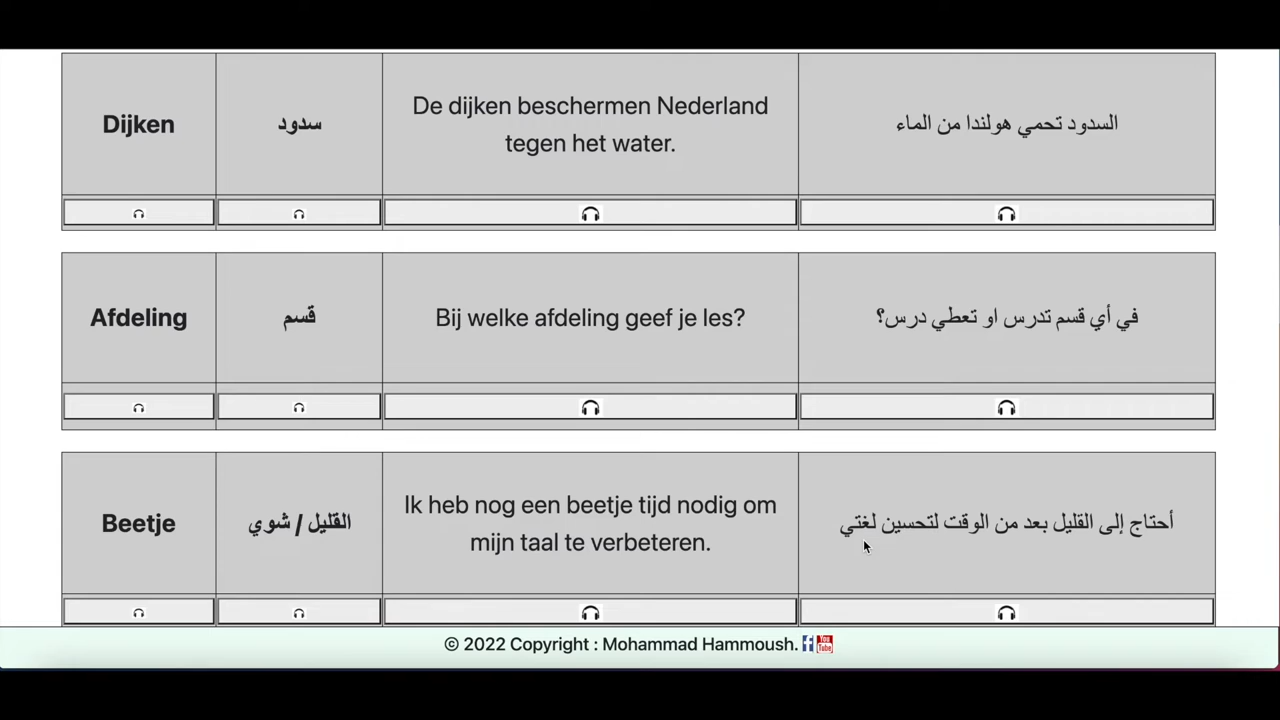 Dijken
سدود
De dijken beschermen Nederland
tegen het water.
السدود تحمي هولندا من الماء
Afdeling
قسم
Bij welke afdeling geef je les?
في أي قسم تدرس او تعطي درس؟
Beetje
القليل / شوي
Ik heb nog een beetje tijd nodig om
mijn taal te verbeteren.
أحتاج إلى القليل بعد من الوقت لتحسين لغتي
© 2022 Copyright : Mohammad Hammoush.
You Tube